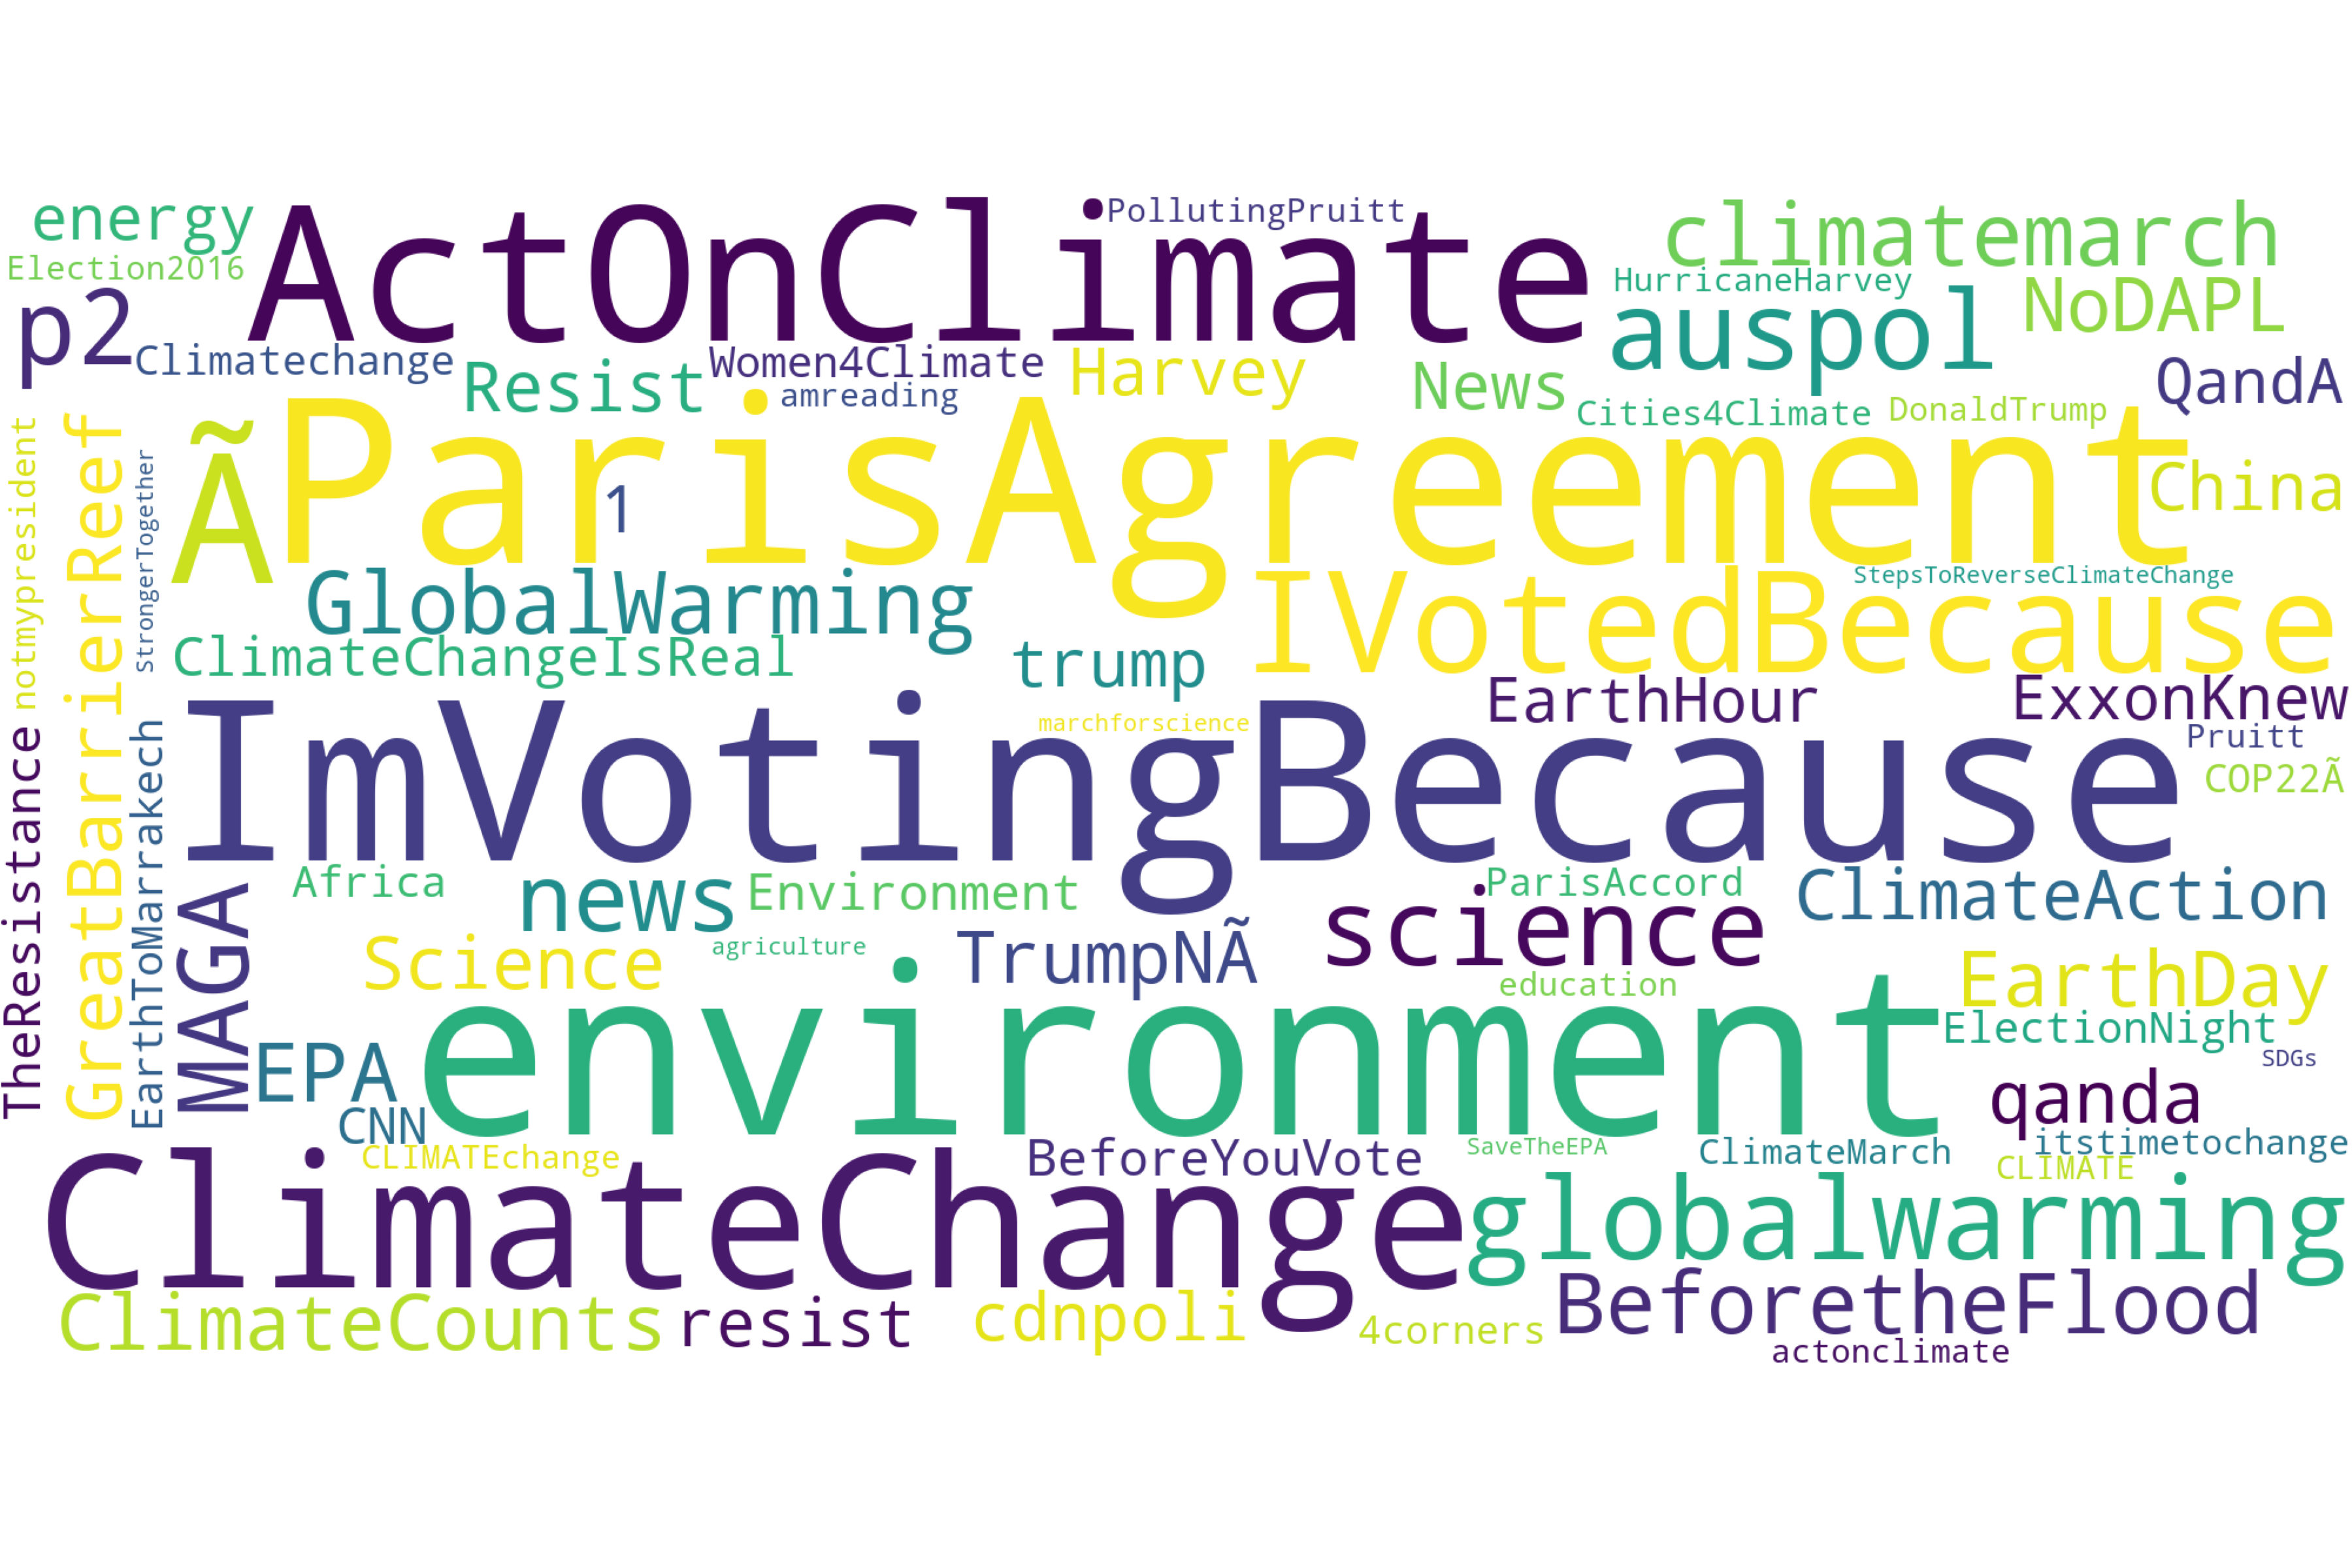 energy
ActOnClimate
PollutingPruitt
climatemarch
Election2016
HurricaneHarvey
NoDAPL
p2
auspol
Climatechange
Resist
Women4Climate
Harvey
News
QandA
amreading
Cities4Climate
DonaldTrump
notmypresident
GreatBarrierReef
StrongerTogether
Ã
ParisAgreement
1
China
GlobalWarming
IVotedBecause
StepsToReverseClimateChange
ClimateChangeIsReal
trump
EarthHour
ExxonKnew
marchforscience
Pruitt
TheResistance
EarthToMarrakech
ImVotingBecause
COP22Ã
MAGA
Africa
news
Environment
ParisAccord
ClimateAction
science
Science
agriculture
TrumpNÃ
education
EarthDay
environment
ElectionNight
EPA
SDGs
qanda
CNN
CLIMATEchange
BeforeYouVote
SaveTheEPA
ClimateMarch
itstimetochange
CLIMATE
ClimateChange
globalwarming
ClimateCounts
resist
cdnpoli
4corners
BeforetheFlood
actonclimate